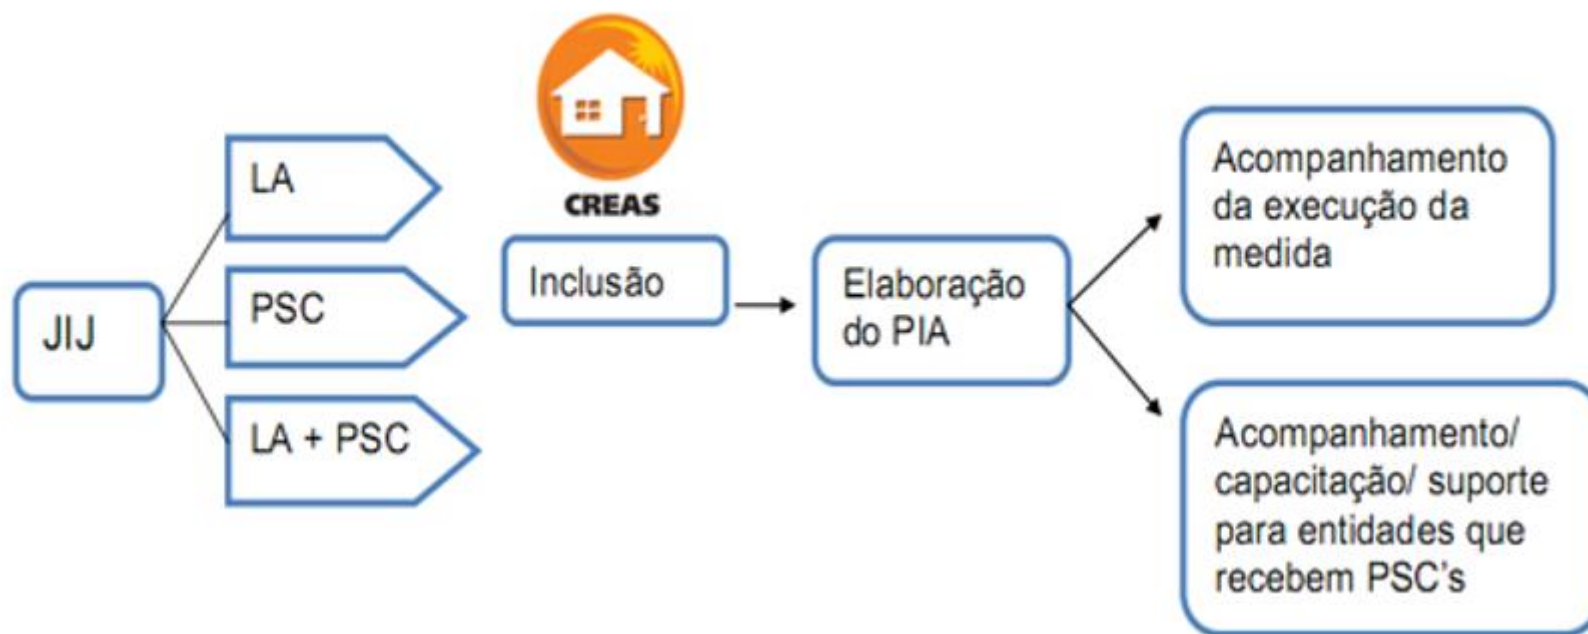 JIJ
LA
PSC
LA + PSC
CREAS
Inclusão
Elaboração
do PIA
Acompanhamento
da execução da
medida
Acompanhamento/
capacitação/ suporte
para entidades que
recebem PSC's